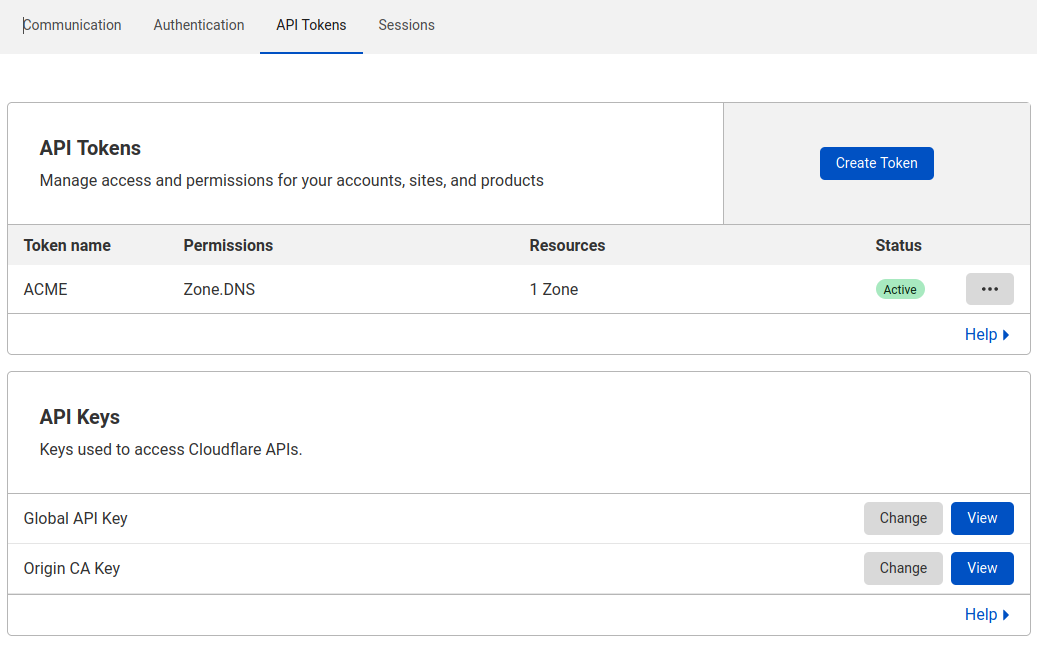 Communication Authentication API Tokens Sessions
API Tokens
Manage access and permissions for your accounts, sites, and products
Create Token
Token name Permissions Resources Status
ACME Zone.DNS 1 Zone Active •••
Help
API Keys
Keys used to access Cloudflare APIs.
Global API Key Change View
Origin CA Key Change View
Help